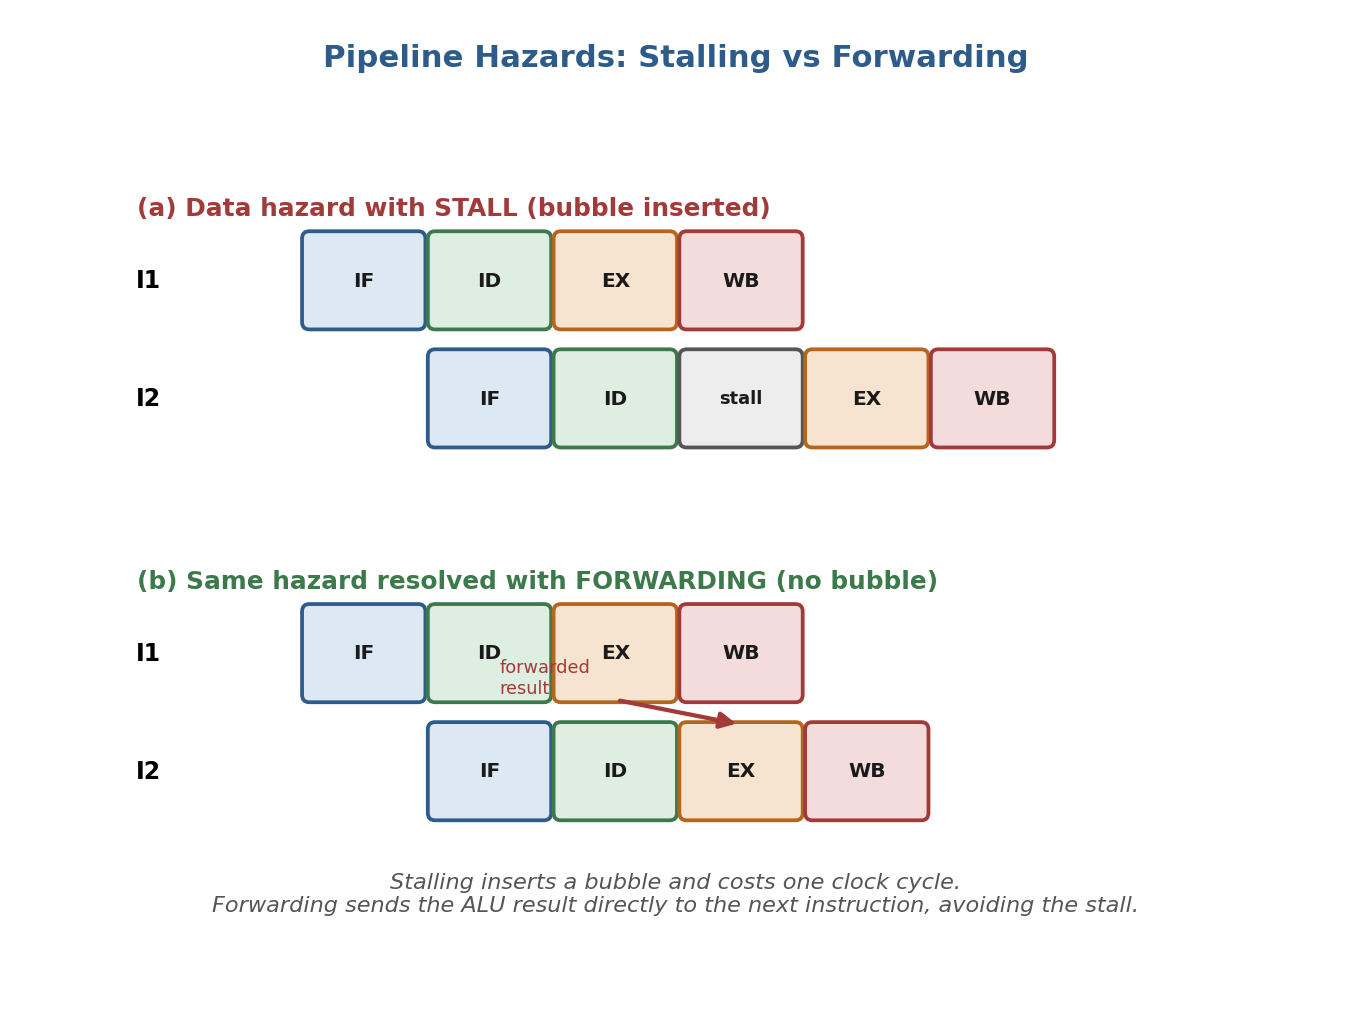 Pipeline Hazards: Stalling vs Forwarding
(a) Data hazard with STALL (bubble inserted)
I1 IF ID EX WB
I2 IF ID stall EX WB
(b) Same hazard resolved with FORWARDING (no bubble)
I1 IF ID EX WB
forwarded
result
I2 IF ID EX WB
Stalling inserts a bubble and costs one clock cycle.
Forwarding sends the ALU result directly to the next instruction, avoiding the stall.